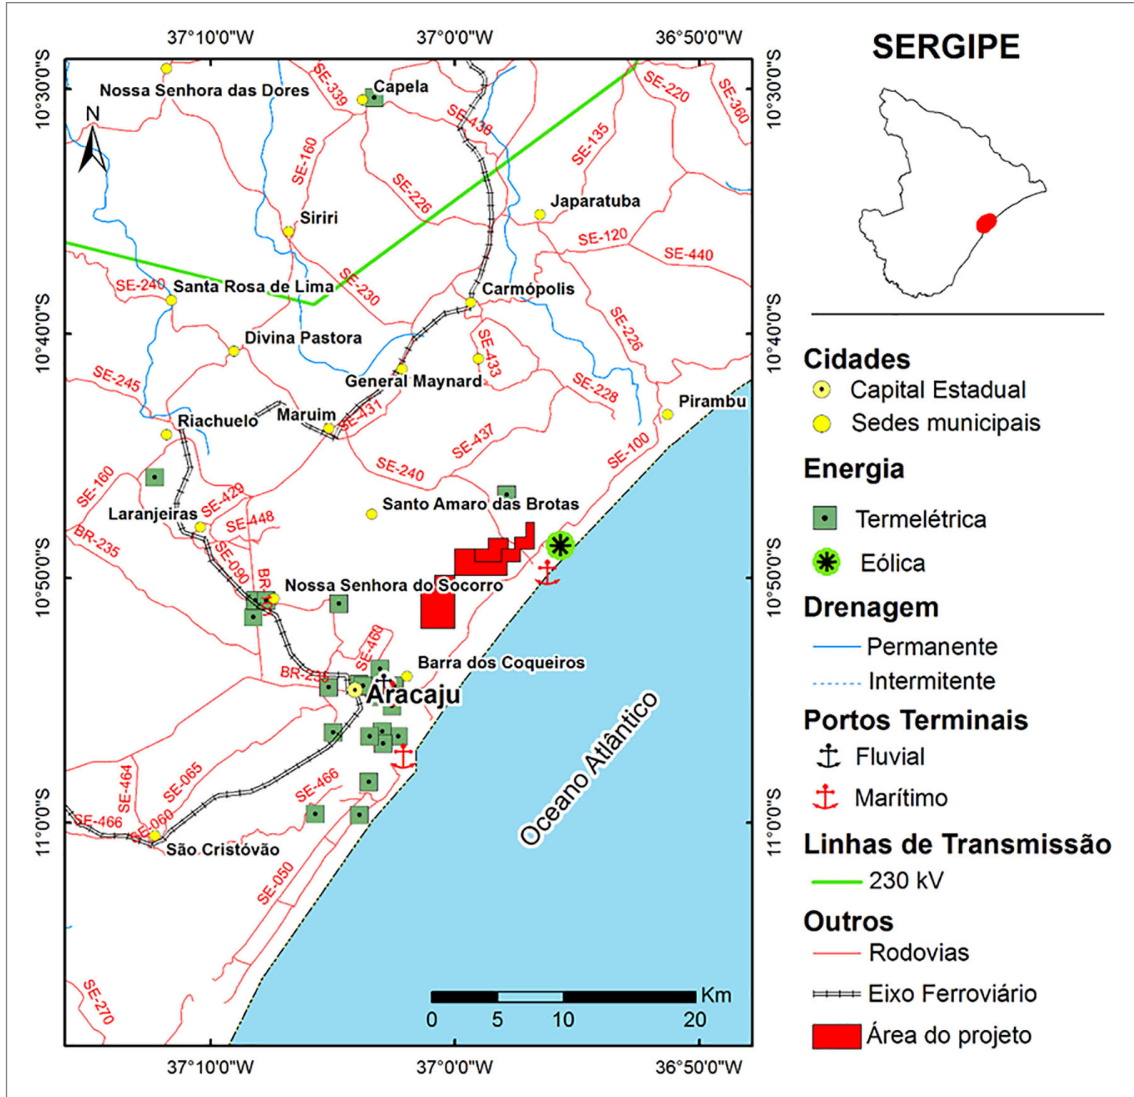 37°10'0"W
37°0'0"W
36°50'0"W
10°30'0"S
10°40'0"S
10°50'0"S
11°0'0"S
10°30'0"S
10°40'0"S
10°50'0"S
11°0'0"S
N
Nossa Senhora das Dores
SE-339
Capela
SE-438
SE-220
SE-360
SE-160
SE-135
SE-226
Siriri
Japaratuba
SE-120
SE-440
SE-240
Santa Rosa de Lima
SE-230
Carmópolis
SE-226
Divina Pastora
SE-433
SE-245
General Maynard
SE-228
Riachuelo
Maruim
SE-431
Pirambu
SE-437
SE-100
SE-160
SE-240
SE-429
Santo Amaro das Brotas
Laranjeiras
SE-448
BR-235
SE-090
BR
Nossa Senhora do Socorro
SE-460
BR-235
Barra dos Coqueiros
Aracaju
SE-464
SE-065
SE-466
SE-466
SE-060
São Cristóvão
SE-050
SE-270
Oceano Atlântico
Km
0 5 10 20
37°10'0"W
37°0'0"W
36°50'0"W
SERGIPE
Cidades
Capital Estadual
Sedes municipais
Energia
Termelétrica
Eólica
Drenagem
Permanente
Intermitente
Portos Terminais
Fluvial
Marítimo
Linhas de Transmissão
230 kV
Outros
Rodovias
Eixo Ferroviário
Área do projeto